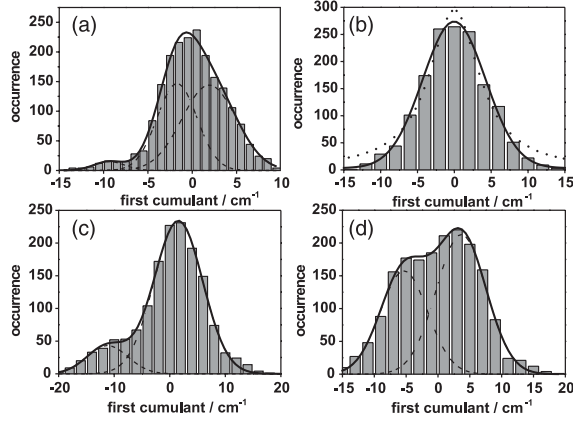 (a)
occurrence
250
200
150
100
50
0
-15 -10 -5 0 5 10
first cumulant / cm⁻¹
(b)
occurrence
300
250
200
150
100
50
0
-15 -10 -5 0 5 10 15
first cumulant / cm⁻¹
(c)
occurrence
250
200
150
100
50
0
-20 -10 0 10 20
first cumulant / cm⁻¹
(d)
occurrence
250
200
150
100
50
0
-15 -10 -5 0 5 10 15 20
first cumulant / cm⁻¹